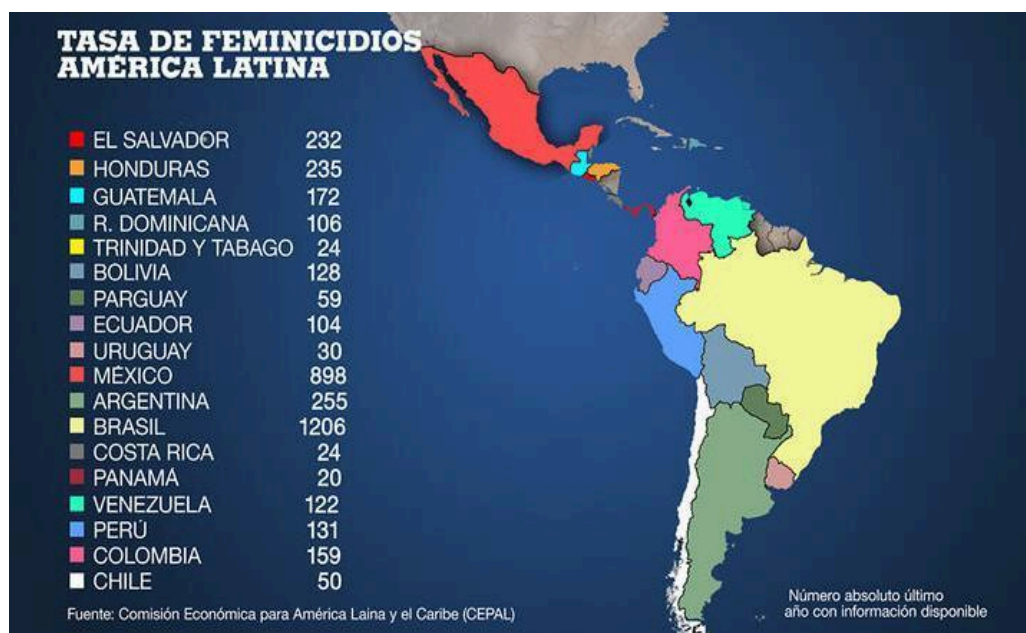 TASA DE FEMINICIDIOS
AMÉRICA LATINA
EL SALVADOR 232
HONDURAS 235
GUATEMALA 172
R. DOMINICANA 106
TRINIDAD Y TABAGO 24
BOLIVIA 128
PARGUAY 59
ECUADOR 104
URUGUAY 30
MÉXICO 898
ARGENTINA 255
BRASIL 1206
COSTA RICA 24
PANAMÁ 20
VENEZUELA 122
PERÚ 131
COLOMBIA 159
CHILE 50
Fuente: Comisión Económica para América Laina y el Caribe (CEPAL)
Número absoluto último
año con información disponible